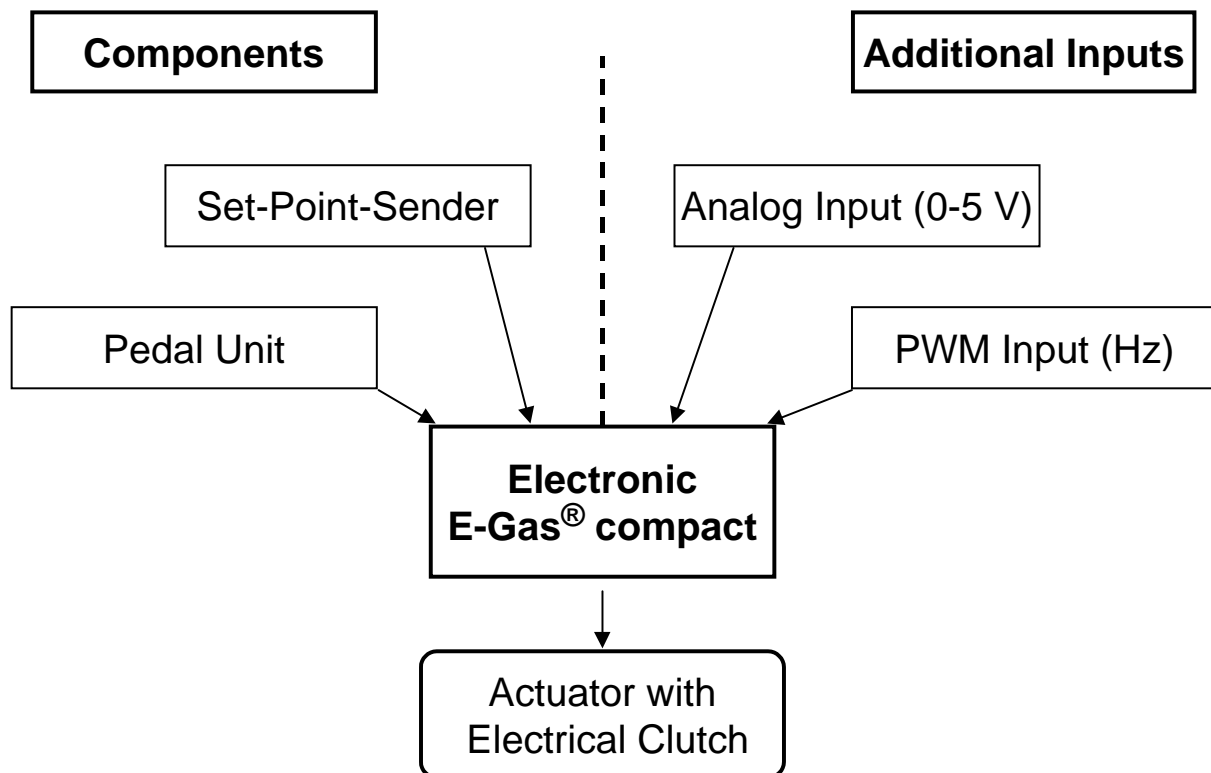 Components
Additional Inputs
Set-Point-Sender
Analog Input (0-5 V)
Pedal Unit
PWM Input (Hz)
Electronic
E-Gas® compact
Actuator with
Electrical Clutch